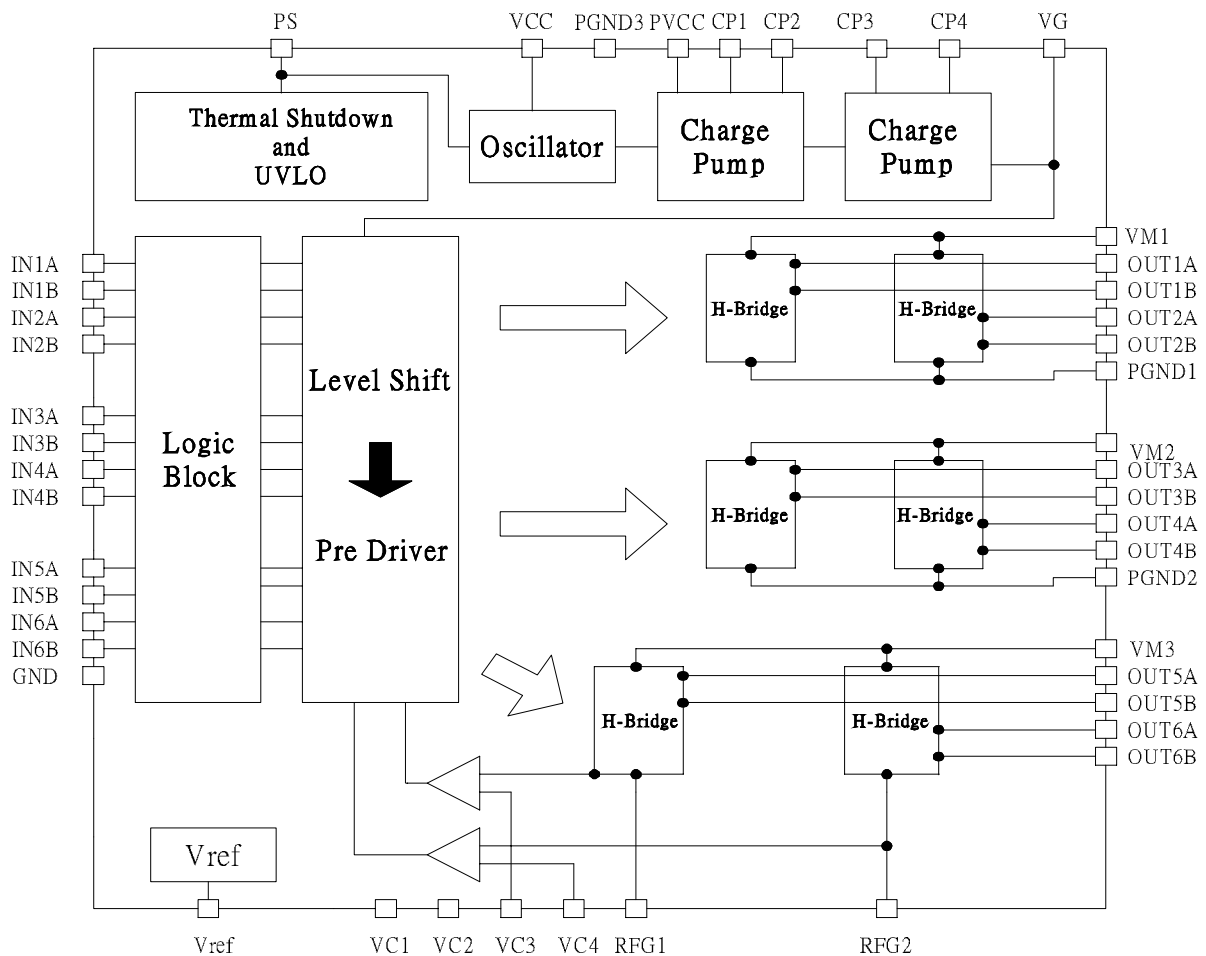 PS
VCC
PGND3
PVCC
CP1
CP2
CP3
CP4
VG
Thermal Shutdown
and
UVLO
Oscillator
Charge
Pump
Charge
Pump
IN1A
IN1B
IN2A
IN2B
IN3A
IN3B
IN4A
IN4B
IN5A
IN5B
IN6A
IN6B
GND
Logic
Block
Level Shift
Pre Driver
H-Bridge
H-Bridge
VM1
OUT1A
OUT1B
OUT2A
OUT2B
PGND1
H-Bridge
H-Bridge
VM2
OUT3A
OUT3B
OUT4A
OUT4B
PGND2
H-Bridge
H-Bridge
VM3
OUT5A
OUT5B
OUT6A
OUT6B
Vref
Vref
VC1
VC2
VC3
VC4
RFG1
RFG2